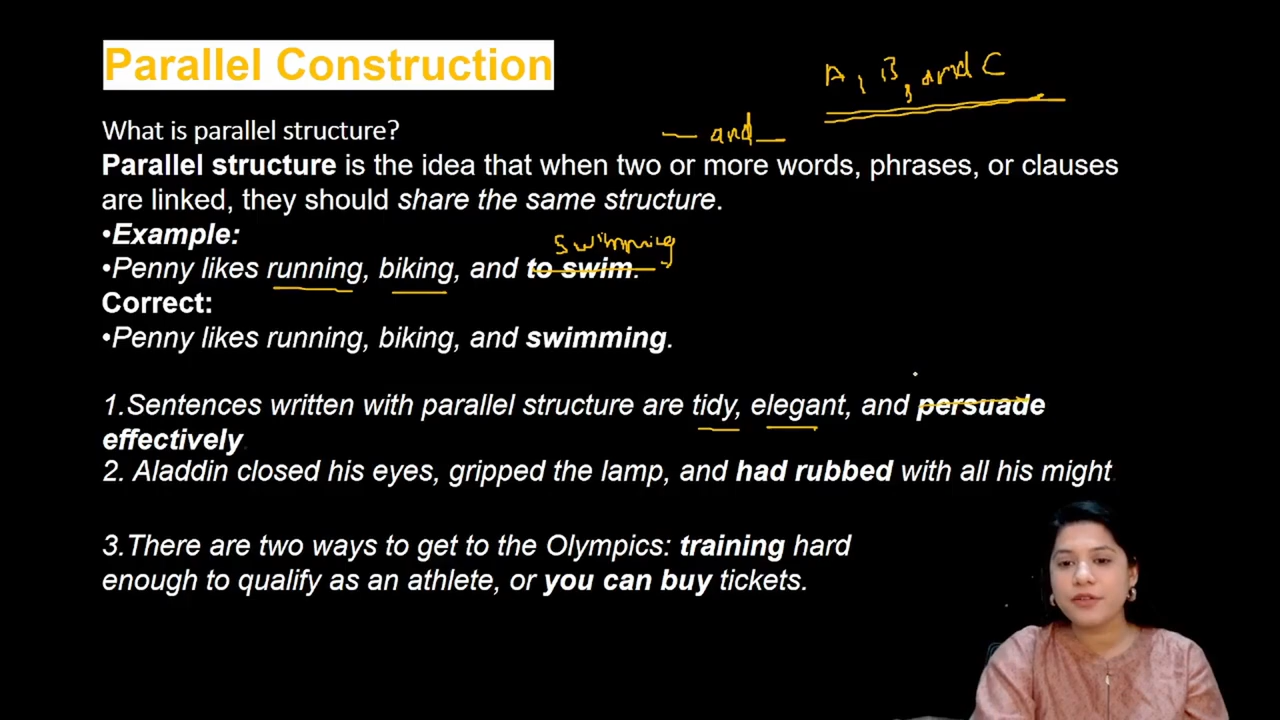 Parallel Construction
A, B, and C
What is parallel structure?
— and —
Parallel structure is the idea that when two or more words, phrases, or clauses
are linked, they should share the same structure.
•Example:
swimming
•Penny likes running, biking, and to swim.
Correct:
•Penny likes running, biking, and swimming.
1.Sentences written with parallel structure are tidy, elegant, and persuade
effectively
2. Aladdin closed his eyes, gripped the lamp, and had rubbed with all his might
3.There are two ways to get to the Olympics: training hard
enough to qualify as an athlete, or you can buy tickets.